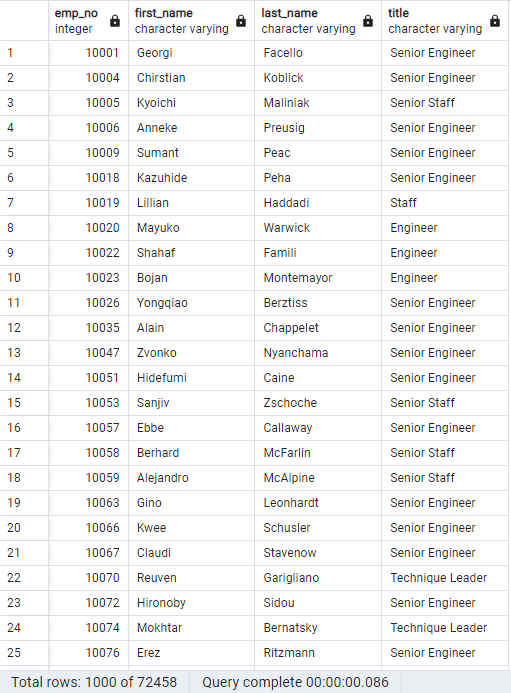 emp_no first_name last_name title
integer character varying character varying character varying
1 10001 Georgi Facello Senior Engineer
2 10004 Chirstian Koblick Senior Engineer
3 10005 Kyoichi Maliniak Senior Staff
4 10006 Anneke Preusig Senior Engineer
5 10009 Sumant Peac Senior Engineer
6 10018 Kazuhide Peha Senior Engineer
7 10019 Lillian Haddadi Staff
8 10020 Mayuko Warwick Engineer
9 10022 Shahaf Famili Engineer
10 10023 Bojan Montemayor Engineer
11 10026 Yongqiao Berztiss Senior Engineer
12 10035 Alain Chappelet Senior Engineer
13 10047 Zvonko Nyanchama Senior Engineer
14 10051 Hidefumi Caine Senior Engineer
15 10053 Sanjiv Zschoche Senior Staff
16 10057 Ebbe Callaway Senior Engineer
17 10058 Berhard McFarlin Senior Staff
18 10059 Alejandro McAlpine Senior Staff
19 10063 Gino Leonhardt Senior Engineer
20 10066 Kwee Schusler Senior Engineer
21 10067 Claudi Stavenow Senior Engineer
22 10070 Reuven Garigliano Technique Leader
23 10072 Hironoby Sidou Senior Engineer
24 10074 Mokhtar Bernatsky Technique Leader
25 10076 Erez Ritzmann Senior Engineer
Total rows: 1000 of 72458 Query complete 00:00:00.086